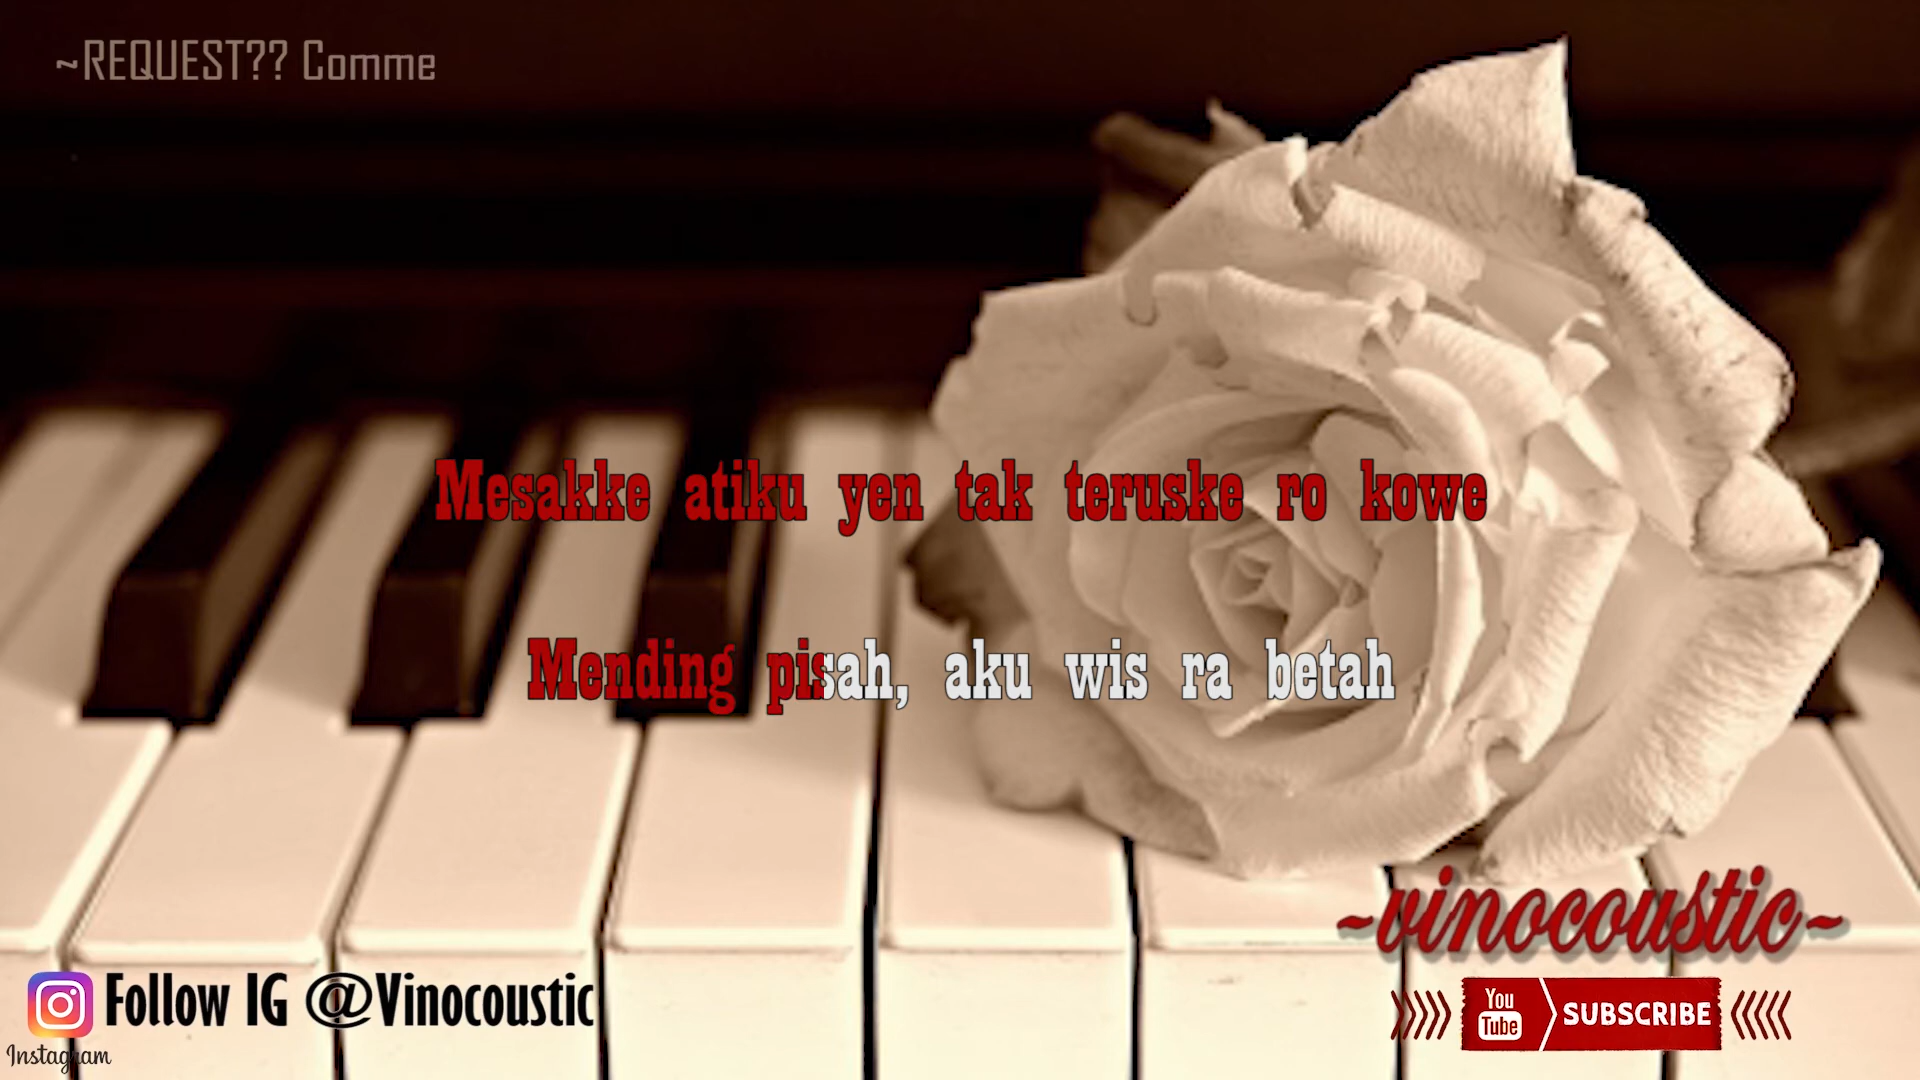 ~REQUEST?? Comme
Mesakke atiku yen tak teruske ro kowe
Mending pisah, aku wis ra betah
~vinocoustic~
Follow IG @Vinocoustic
Instagram
You Tube SUBSCRIBE